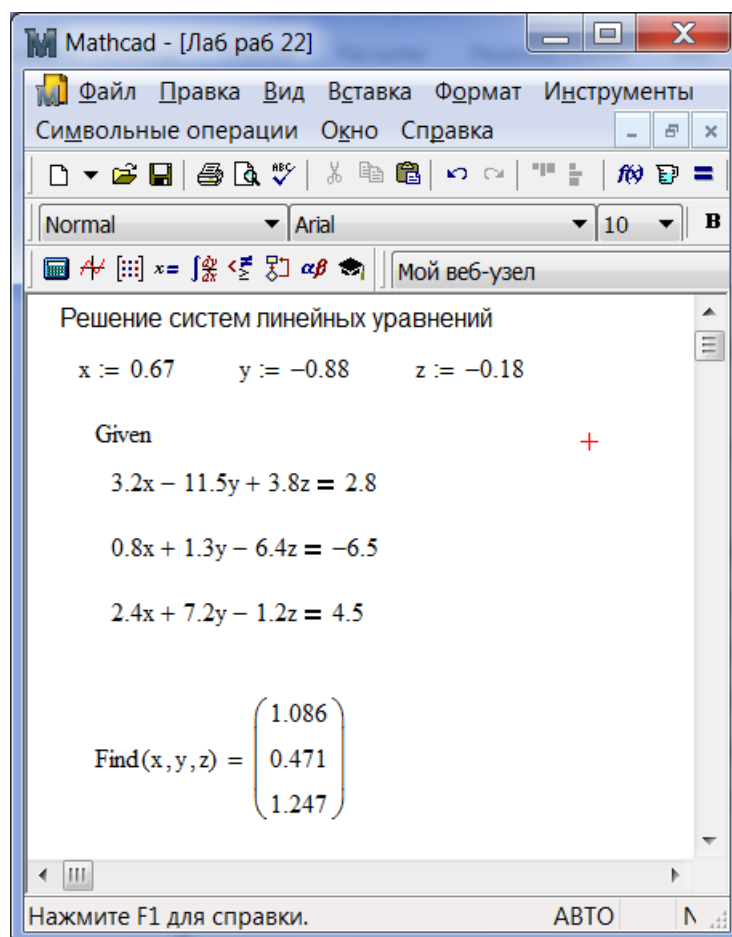 Mathcad - [Лаб раб 22]
Файл Правка Вид Вставка Формат Инструменты
Символьные операции Окно Справка
Normal Arial 10 B
Мой веб-узел
Решение систем линейных уравнений
x := 0.67 y := −0.88 z := −0.18
Given
3.2x − 11.5y + 3.8z = 2.8
0.8x + 1.3y − 6.4z = −6.5
2.4x + 7.2y − 1.2z = 4.5
1.086
Find(x,y,z) = 0.471
1.247
Нажмите F1 для справки. АВТО